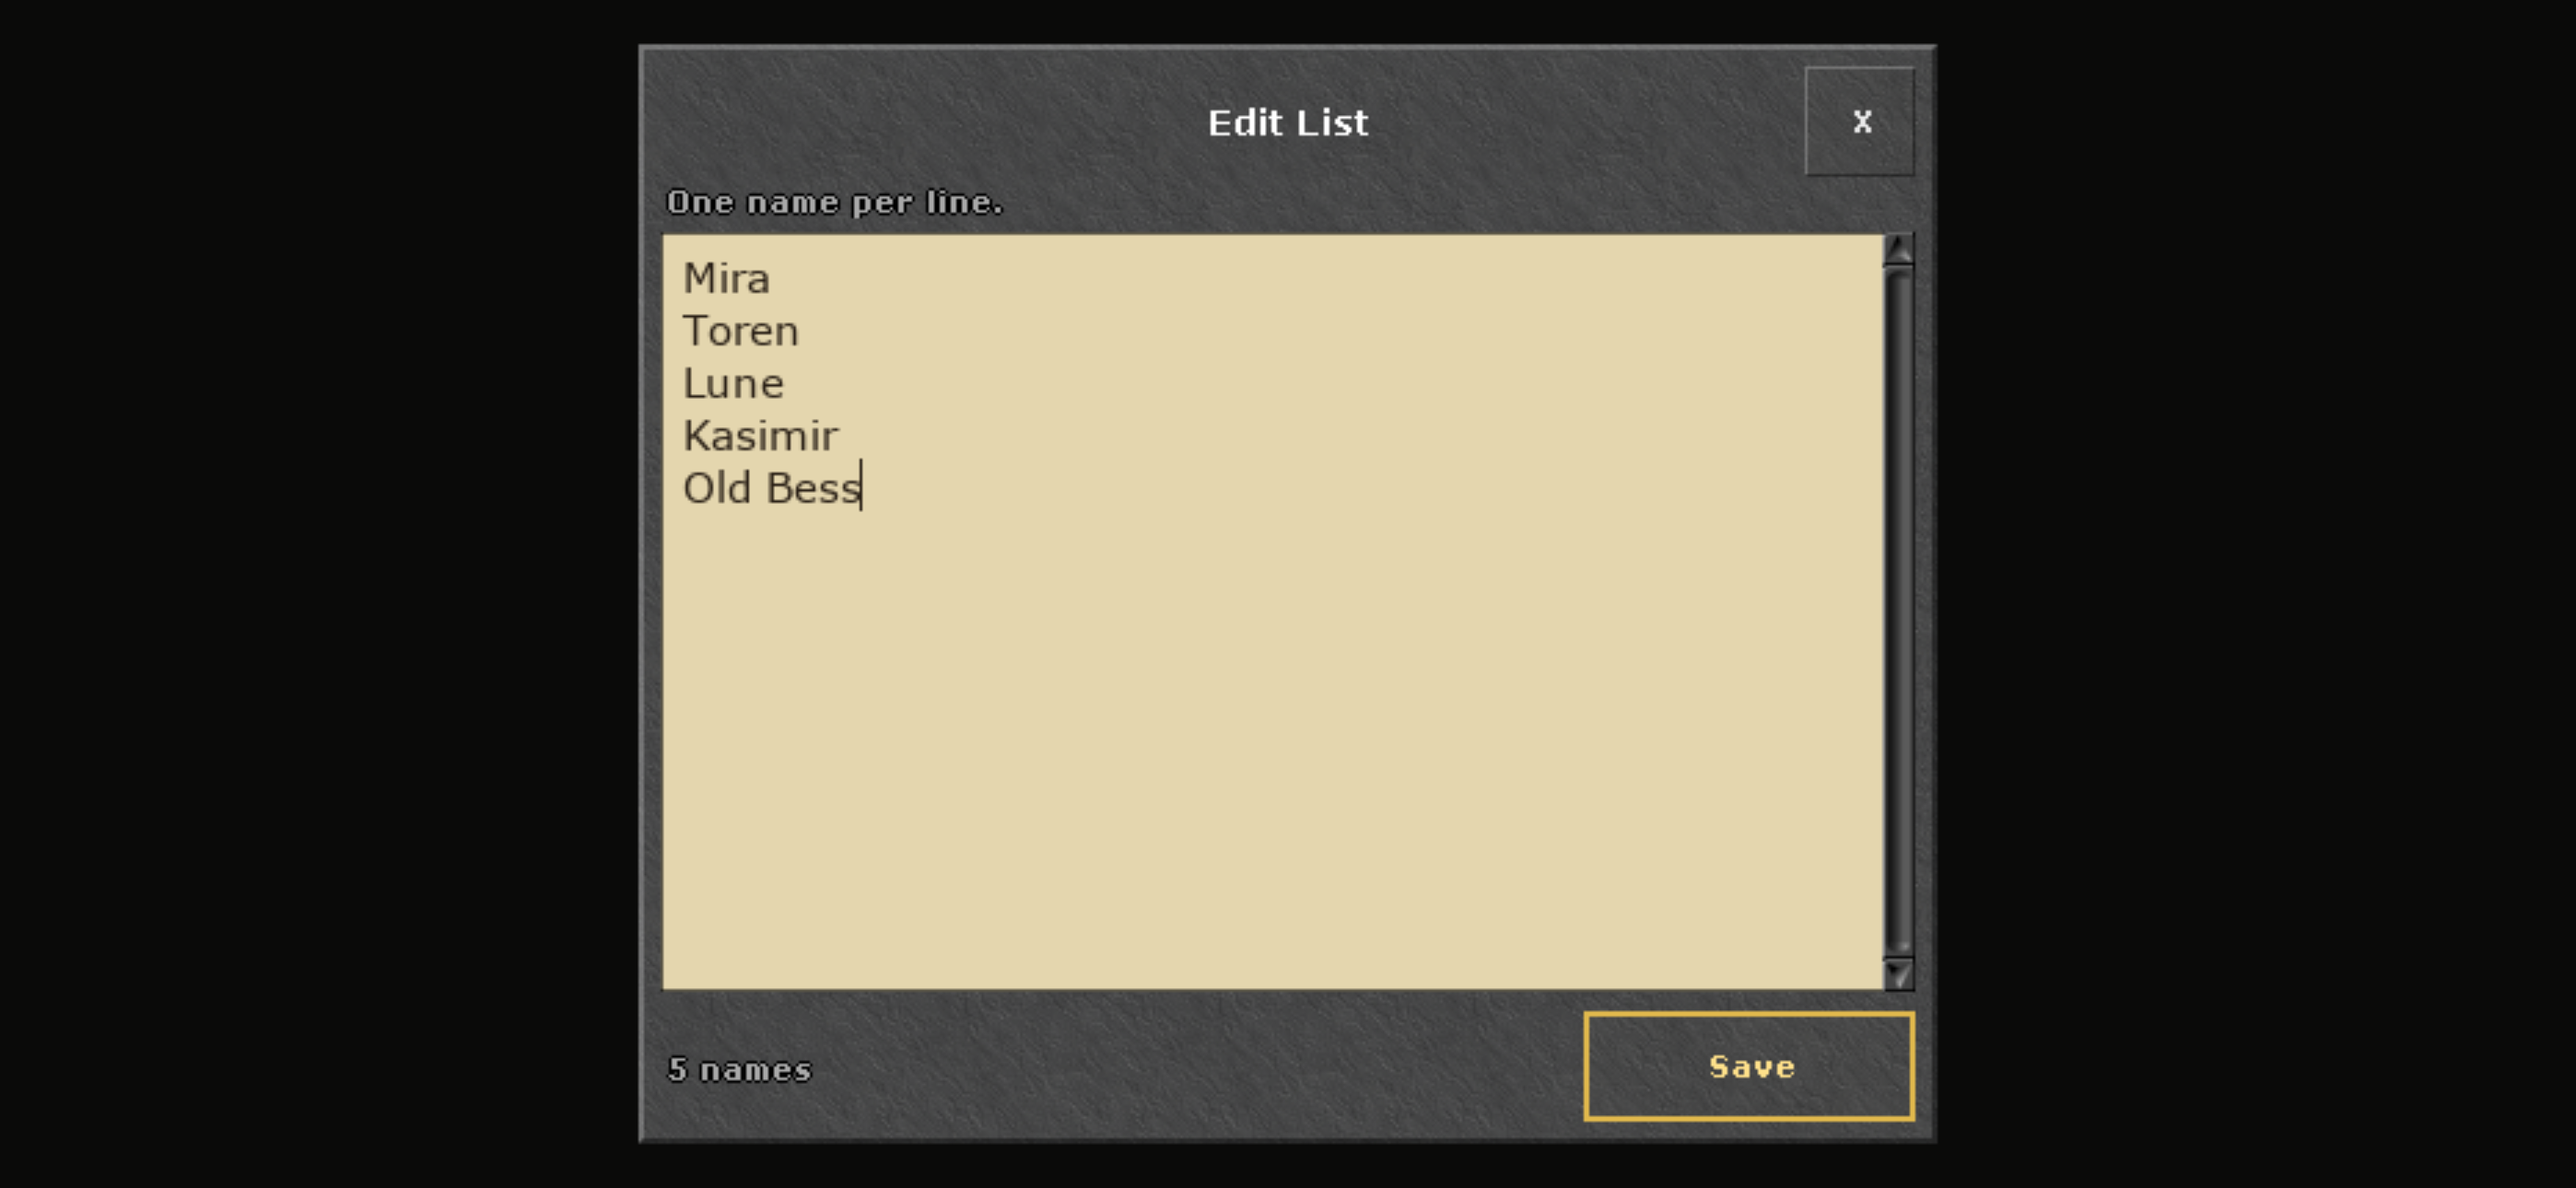 Edit List
X
One name per line.
Mira
Toren
Lune
Kasimir
Old Bess
5 names
Save